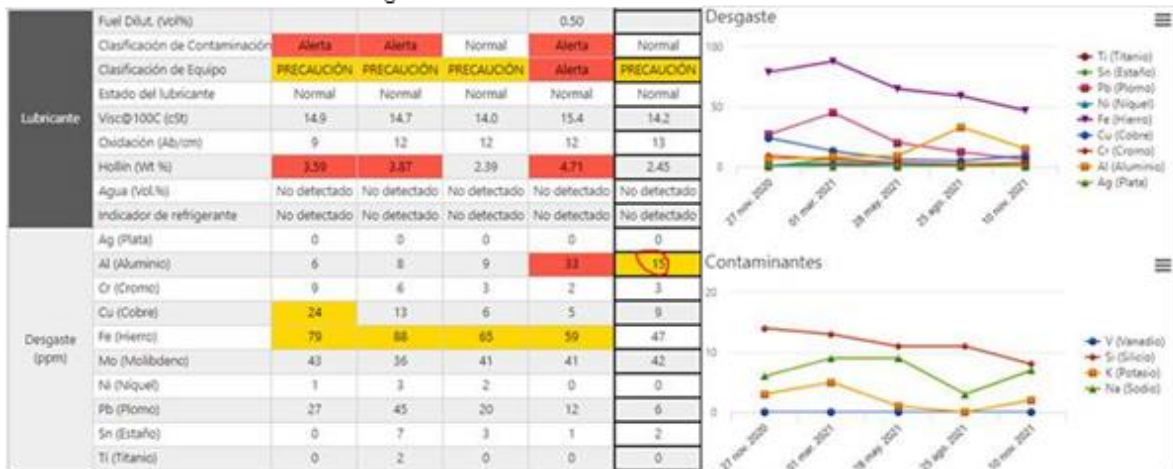 Fuel Dilut. (Vol%) 0.50
Clasificación de Contaminación Alerta Alerta Normal Alerta Normal
Clasificación de Equipo PRECAUCIÓN PRECAUCIÓN PRECAUCIÓN Alerta PRECAUCIÓN
Estado del lubricante Normal Normal Normal Normal Normal
Lubricante Visc@100C (cSt) 14.9 14.7 14.0 15.4 14.2
Oxidación (Ab/cm) 9 12 12 12 13
Hollín (Wt %) 3.59 3.87 2.39 4.71 2.45
Agua (Vol.%) No detectado No detectado No detectado No detectado No detectado
Indicador de refrigerante No detectado No detectado No detectado No detectado No detectado
Ag (Plata) 0 0 0 0 0
Al (Aluminio) 6 8 9 33 15
Cr (Cromo) 9 6 3 2 3
Cu (Cobre) 24 13 6 5 9
Desgaste (ppm) Fe (Hierro) 79 88 65 59 47
Mo (Molibdeno) 43 36 41 41 42
Ni (Níquel) 1 3 2 0 0
Pb (Plomo) 27 45 20 12 6
Sn (Estaño) 0 7 3 1 2
Ti (Titanio) 0 2 0 0 0
Desgaste
100
50
0
27 nov. 2020
01 mar. 2021
28 may. 2021
25 ago. 2021
10 nov. 2021
Ti (Titanio)
Sn (Estaño)
Pb (Plomo)
Ni (Níquel)
Fe (Hierro)
Cu (Cobre)
Cr (Cromo)
Al (Aluminio)
Ag (Plata)
Contaminantes
20
10
0
27 nov. 2020
01 mar. 2021
28 may. 2021
25 ago. 2021
10 nov. 2021
V (Vanadio)
Si (Silicio)
K (Potasio)
Na (Sodio)